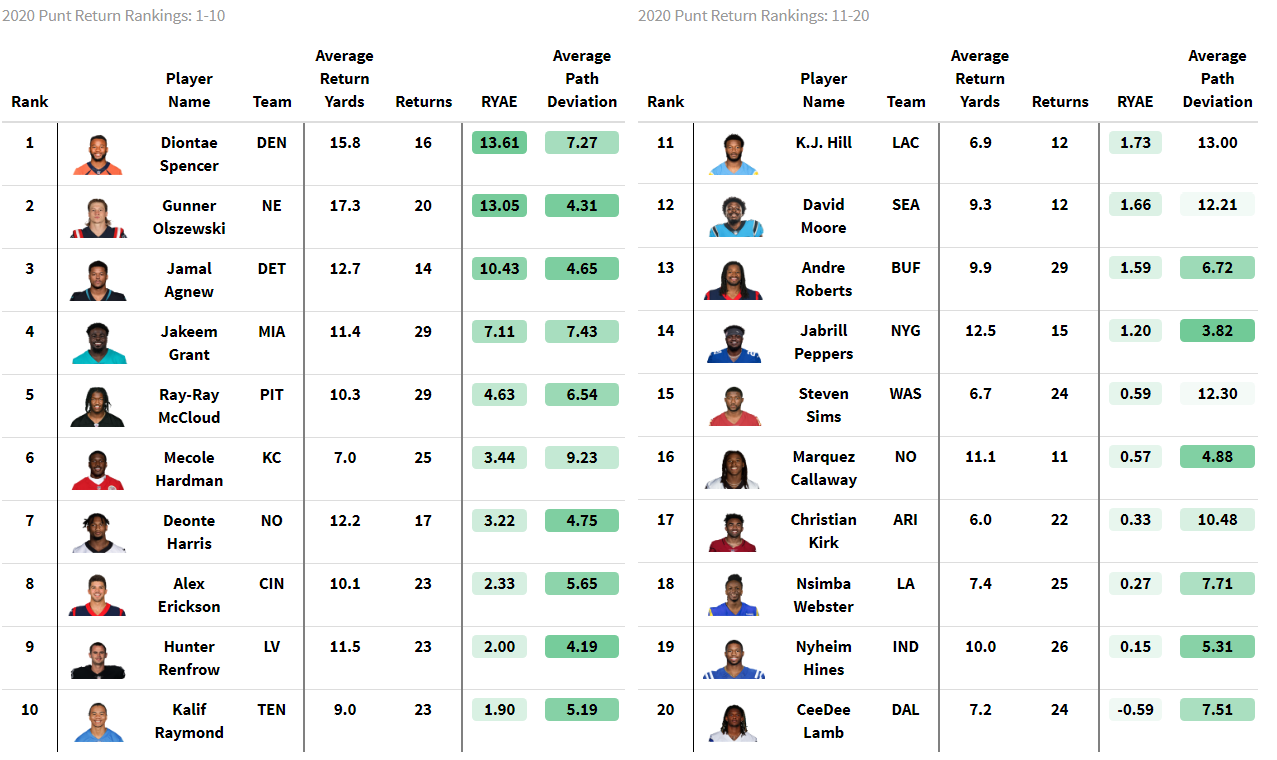 2020 Punt Return Rankings: 1-10
Rank Player Name Team Average Return Yards Returns RYAE Average Path Deviation
1 Diontae Spencer DEN 15.8 16 13.61 7.27
2 Gunner Olszewski NE 17.3 20 13.05 4.31
3 Jamal Agnew DET 12.7 14 10.43 4.65
4 Jakeem Grant MIA 11.4 29 7.11 7.43
5 Ray-Ray McCloud PIT 10.3 29 4.63 6.54
6 Mecole Hardman KC 7.0 25 3.44 9.23
7 Deonte Harris NO 12.2 17 3.22 4.75
8 Alex Erickson CIN 10.1 23 2.33 5.65
9 Hunter Renfrow LV 11.5 23 2.00 4.19
10 Kalif Raymond TEN 9.0 23 1.90 5.19
2020 Punt Return Rankings: 11-20
Rank Player Name Team Average Return Yards Returns RYAE Average Path Deviation
11 K.J. Hill LAC 6.9 12 1.73 13.00
12 David Moore SEA 9.3 12 1.66 12.21
13 Andre Roberts BUF 9.9 29 1.59 6.72
14 Jabrill Peppers NYG 12.5 15 1.20 3.82
15 Steven Sims WAS 6.7 24 0.59 12.30
16 Marquez Callaway NO 11.1 11 0.57 4.88
17 Christian Kirk ARI 6.0 22 0.33 10.48
18 Nsimba Webster LA 7.4 25 0.27 7.71
19 Nyheim Hines IND 10.0 26 0.15 5.31
20 CeeDee Lamb DAL 7.2 24 -0.59 7.51